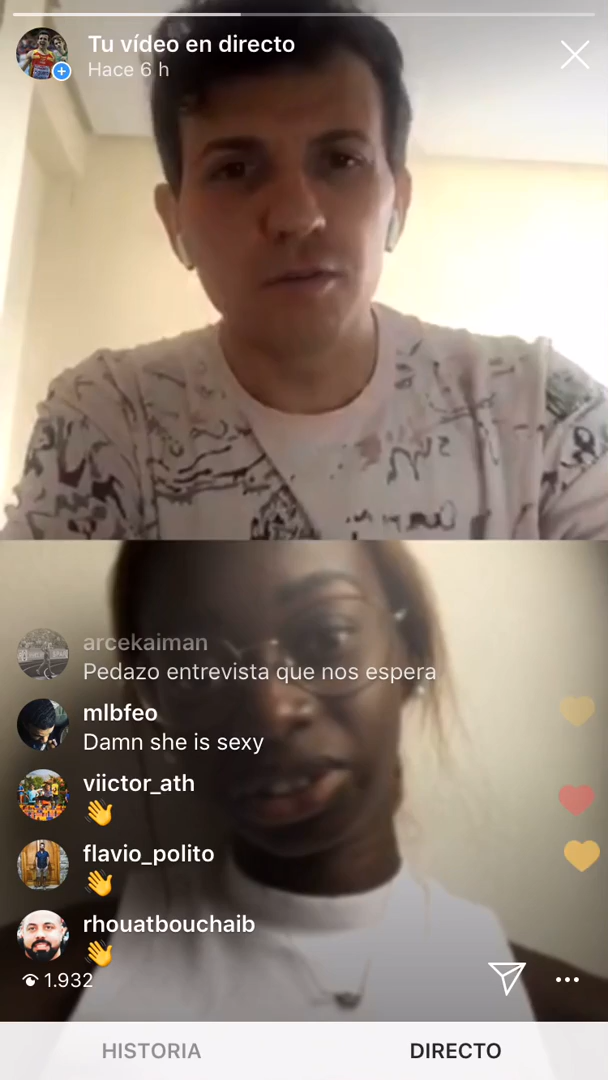 Tu vídeo en directo
Hace 6 h
arcekaiman
Pedazo entrevista que nos espera
mlbfeo
Damn she is sexy
viictor_ath
👋
flavio_polito
👋
rhouatbouchaib
👋
1.932
HISTORIA
DIRECTO